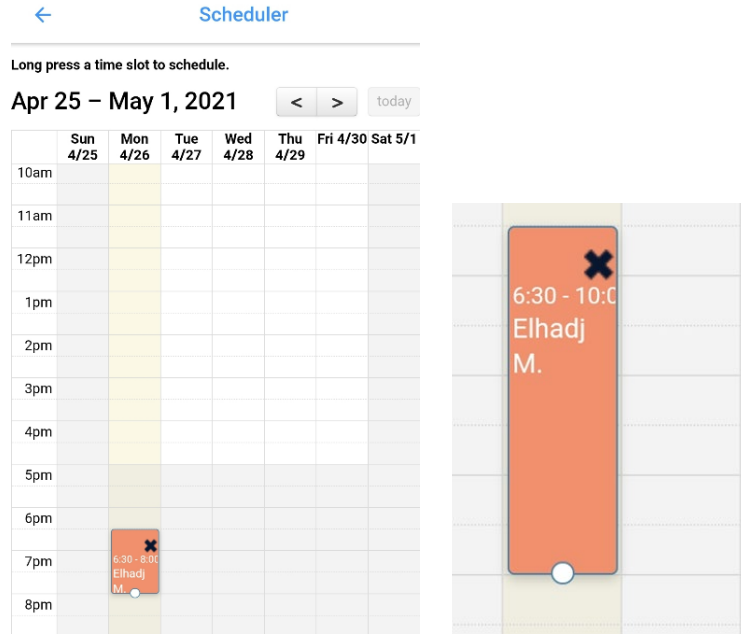 Scheduler
Long press a time slot to schedule.
Apr 25 – May 1, 2021
< > today
Sun 4/25 Mon 4/26 Tue 4/27 Wed 4/28 Thu 4/29 Fri 4/30 Sat 5/1
10am
11am
12pm
1pm
2pm
3pm
4pm
5pm
6pm
7pm
6:30 - 8:00
Elhadj
M.
8pm
6:30 - 10:0
Elhadj
M.